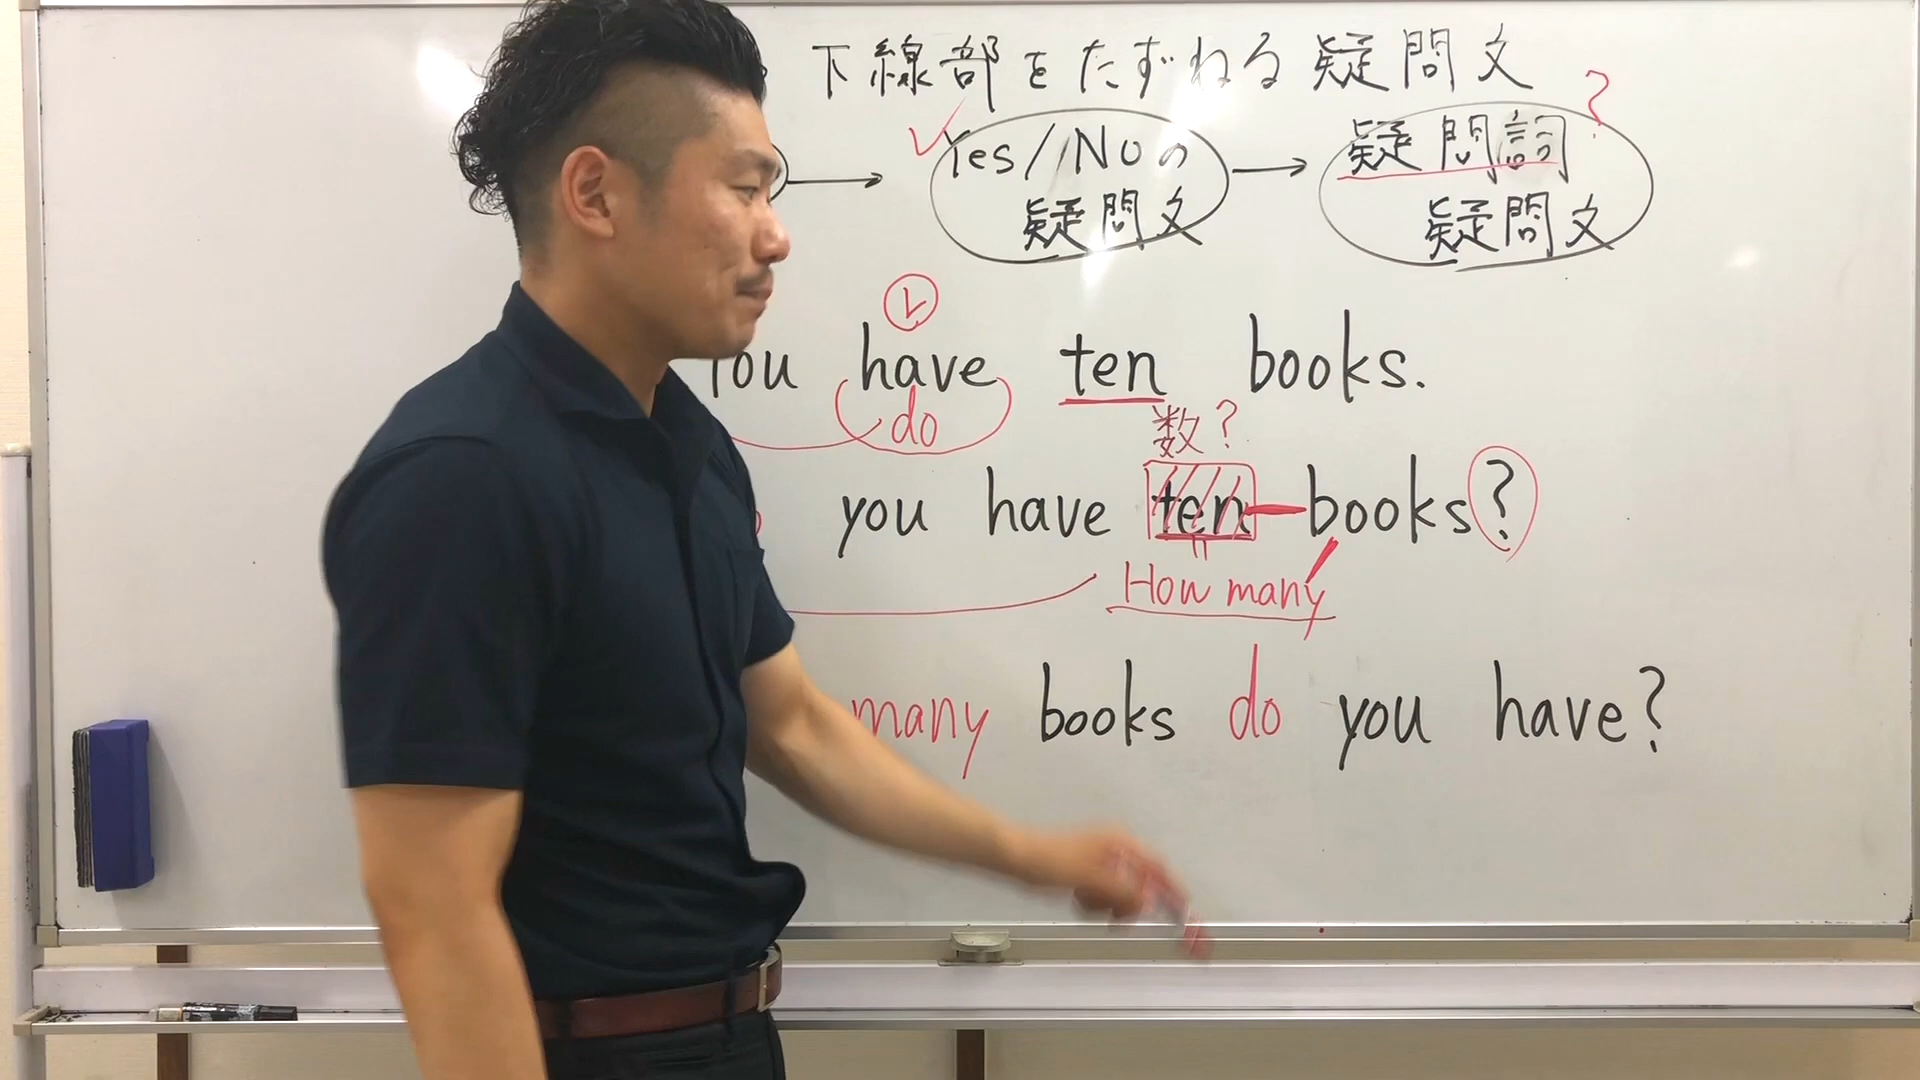 下線部をたずねる疑問文
?
Yes/Noの
疑問文
疑問詞
疑問文
V
You have ten books.
do
数?
you have ten books?
How many
many books do you have?